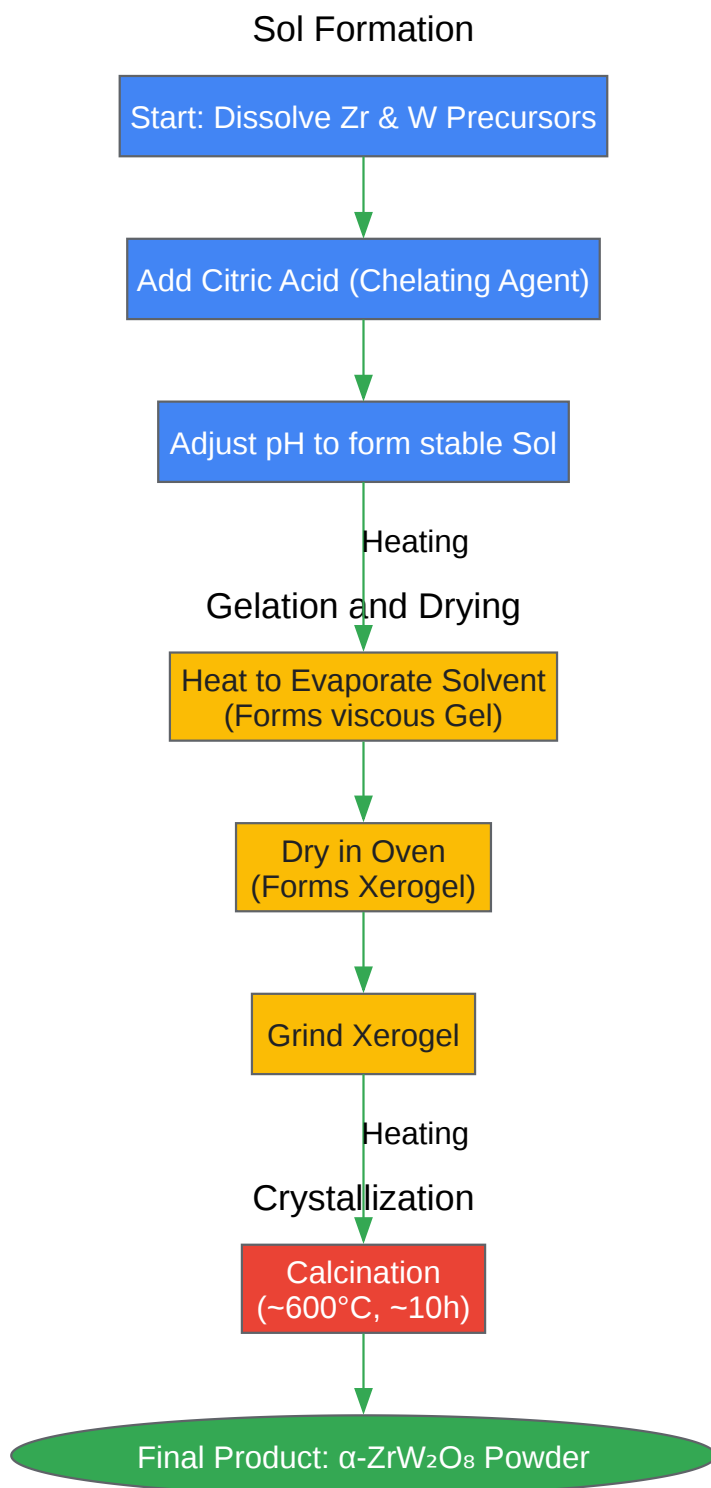 Sol Formation
Start: Dissolve Zr & W Precursors
Add Citric Acid (Chelating Agent)
Adjust pH to form stable Sol
Heating
Gelation and Drying
Heat to Evaporate Solvent
(Forms viscous Gel)
Dry in Oven
(Forms Xerogel)
Grind Xerogel
Heating
Crystallization
Calcination
(~600°C, ~10h)
Final Product: α-ZrW₂O₈ Powder